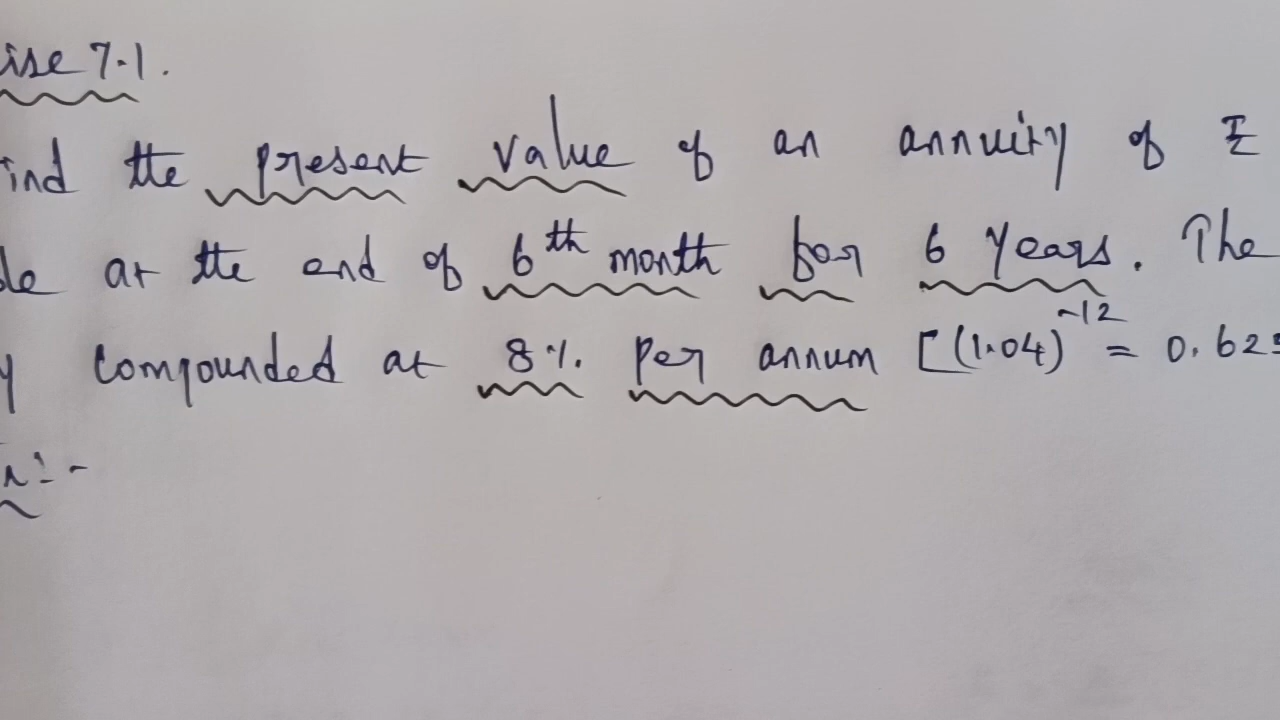 ise 7.1.
ind the present value of an annuity of ₹
le at the end of 6th month for 6 years. The
y compounded at 8%. per annum [(1.04)^-12 = 0.625
n:-